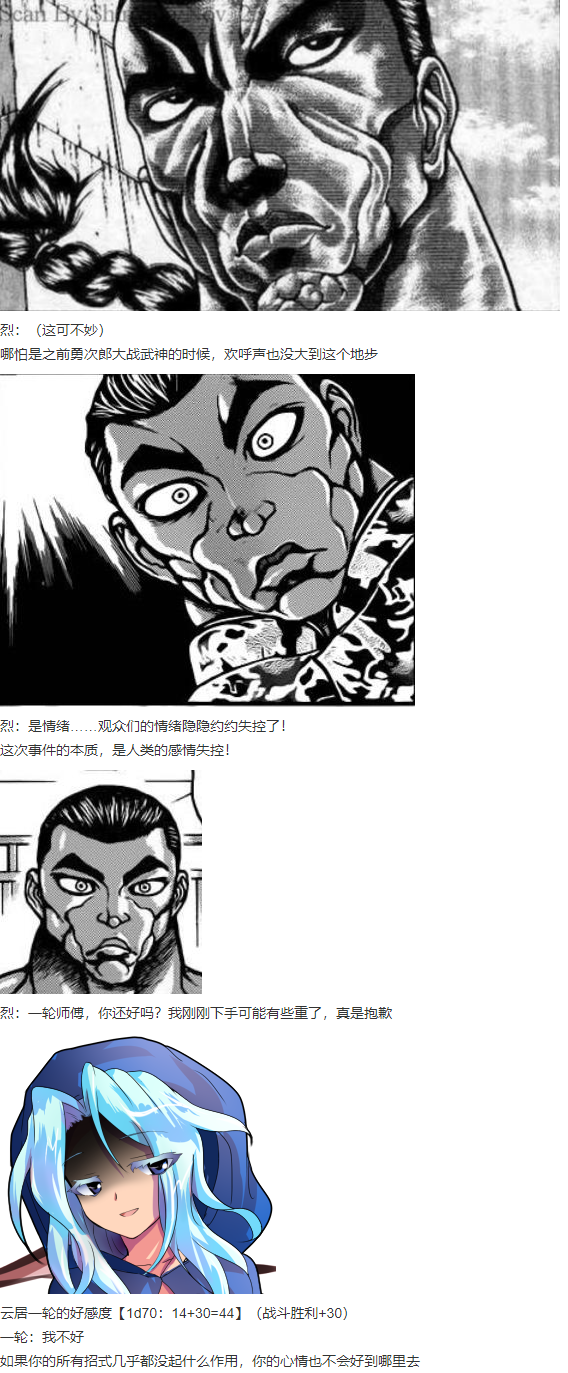 Scan By Shu
烈：（这可不妙）
哪怕是之前勇次郎大战武神的时候，欢呼声也没大到这个地步
烈：是情绪……观众们的情绪隐隐约约失控了！
这次事件的本质，是人类的感情失控！
烈：一轮师傅，你还好吗？我刚刚下手可能有些重了，真是抱歉
云居一轮的好感度【1d70：14+30=44】（战斗胜利+30）
一轮：我不好
如果你的所有招式几乎都没起什么作用，你的心情也不会好到哪里去